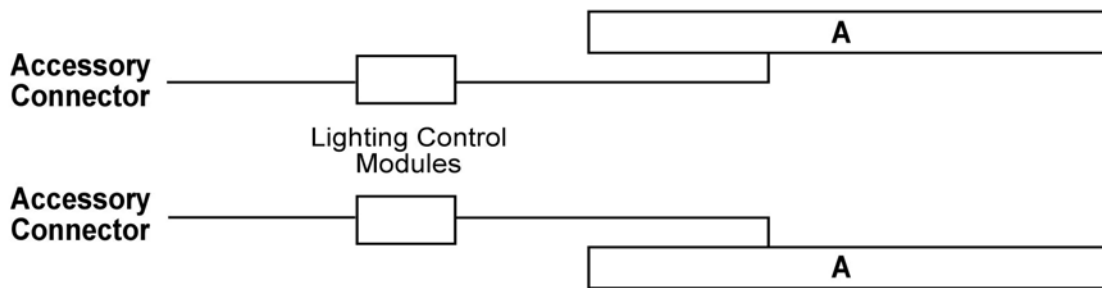 A
Accessory
Connector
Lighting Control
Modules
Accessory
Connector
A